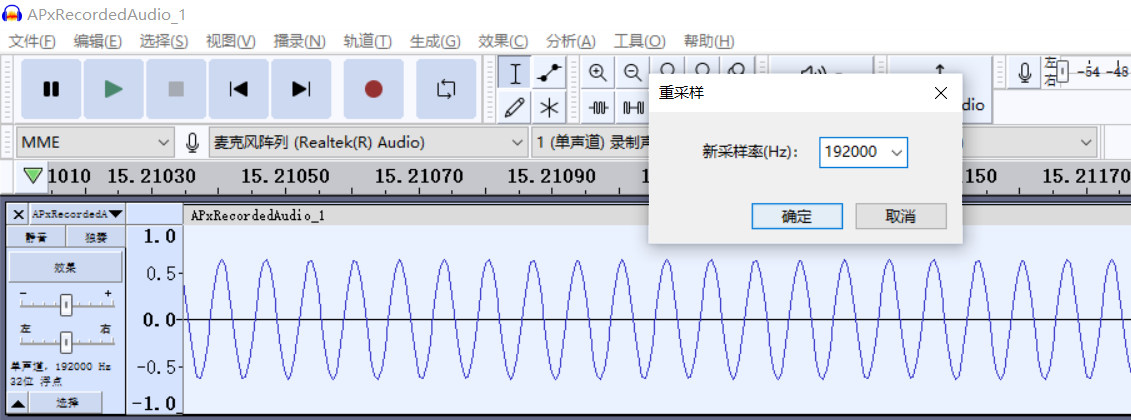 APxRecordedAudio_1
文件(F) 编辑(E) 选择(S) 视图(V) 播录(N) 轨道(T) 生成(G) 效果(C) 分析(A) 工具(O) 帮助(H)
左 -54 -48
右
dio
重采样
新采样率(Hz): 192000
确定 取消
MME 麦克风阵列 (Realtek(R) Audio) 1 (单声道) 录制声
1010 15.21030 15.21050 15.21070 15.21090 150 15.21170
APxRecordedA APxRecordedAudio_1
静音 独奏
效果
- +
左 右
单声道, 192000 Hz
32位 浮点
选择
1.0
0.5
0.0
-0.5
-1.0